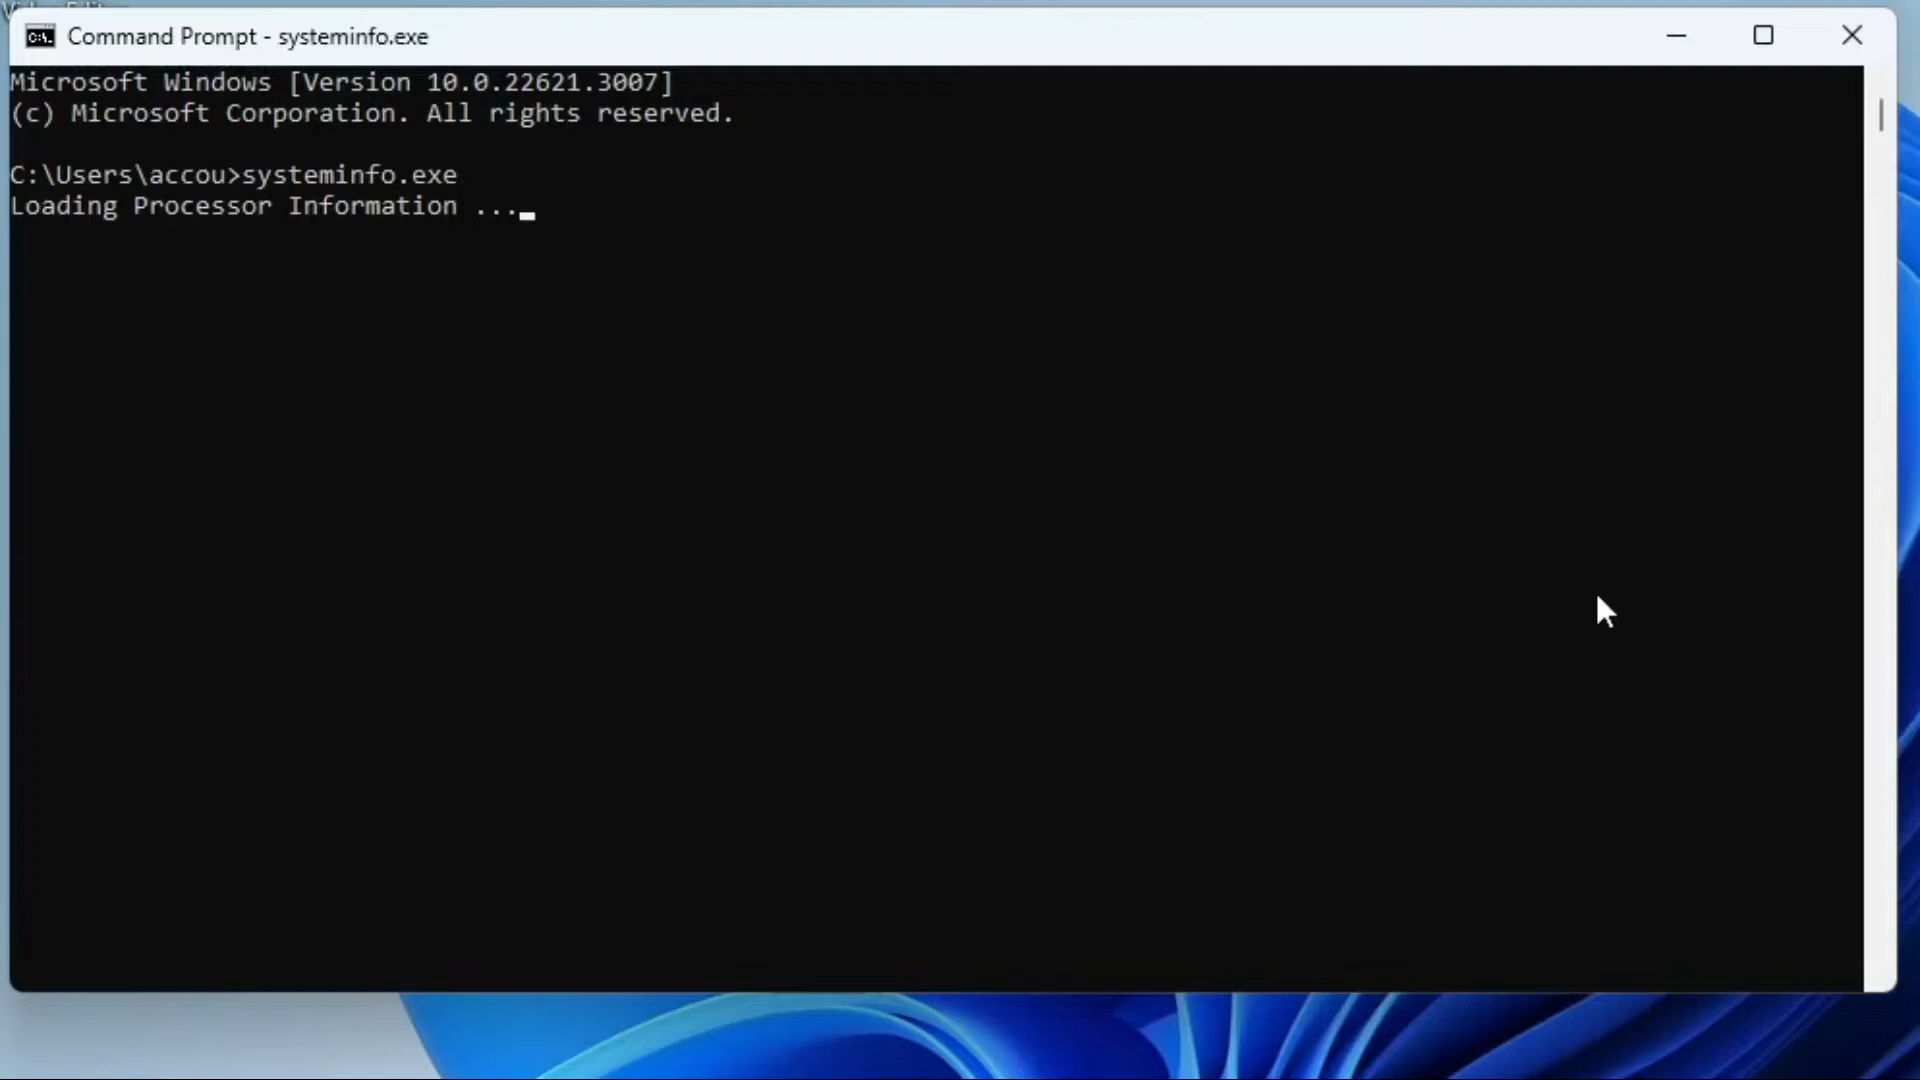 Command Prompt - systeminfo.exe
Microsoft Windows [Version 10.0.22621.3007]
(c) Microsoft Corporation. All rights reserved.
C:\Users\accou>systeminfo.exe
Loading Processor Information ...